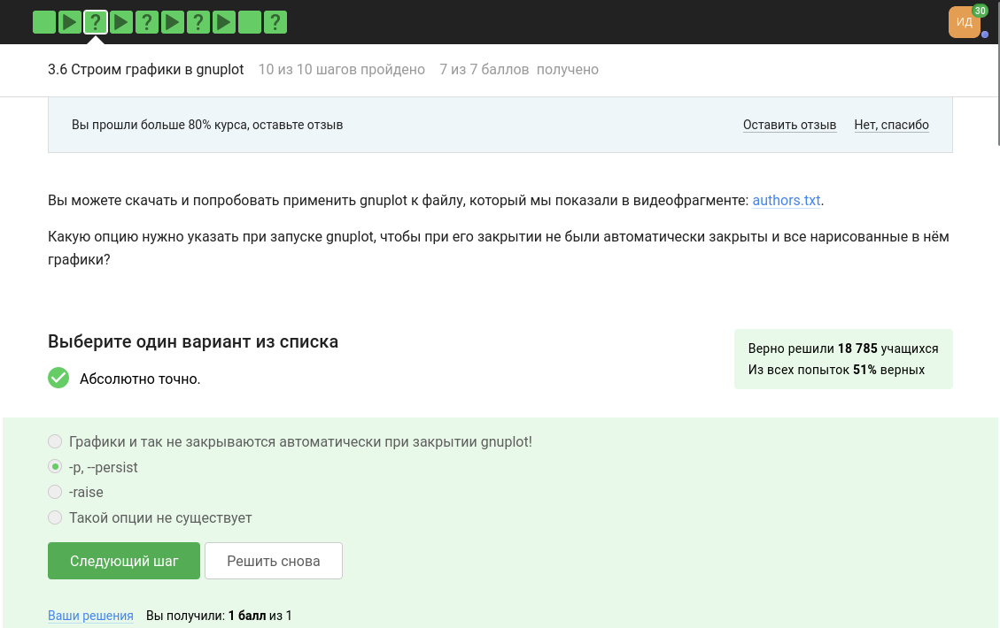 ? ? ? ?
ИД 30
3.6 Строим графики в gnuplot 10 из 10 шагов пройдено 7 из 7 баллов получено
Вы прошли больше 80% курса, оставьте отзыв Оставить отзыв Нет, спасибо
Вы можете скачать и попробовать применить gnuplot к файлу, который мы показали в видеофрагменте: authors.txt.
Какую опцию нужно указать при запуске gnuplot, чтобы при его закрытии не были автоматически закрыты и все нарисованные в нём
графики?
Выберите один вариант из списка
Абсолютно точно.
Верно решили 18 785 учащихся
Из всех попыток 51% верных
Графики и так не закрываются автоматически при закрытии gnuplot!
-p, --persist
-raise
Такой опции не существует
Следующий шаг Решить снова
Ваши решения Вы получили: 1 балл из 1